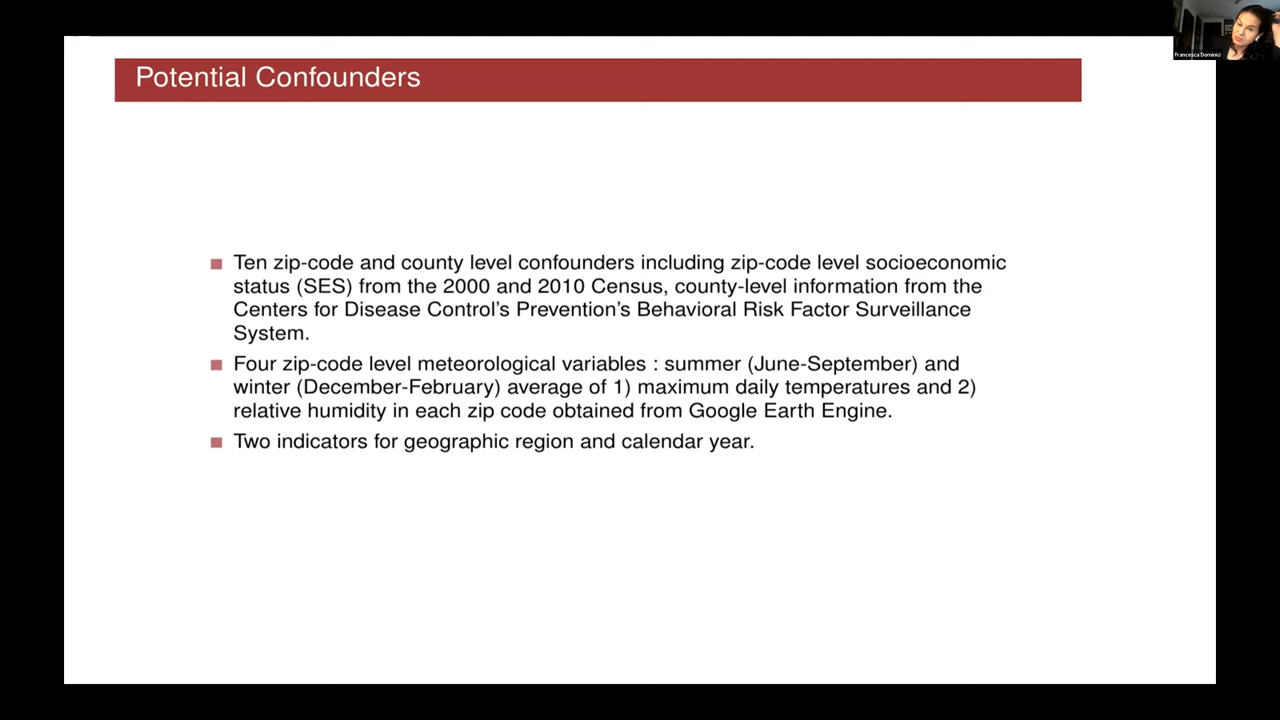 Potential Confounders
Francesca Dominici
Ten zip-code and county level confounders including zip-code level socioeconomic
status (SES) from the 2000 and 2010 Census, county-level information from the
Centers for Disease Control's Prevention's Behavioral Risk Factor Surveillance
System.
Four zip-code level meteorological variables : summer (June-September) and
winter (December-February) average of 1) maximum daily temperatures and 2)
relative humidity in each zip code obtained from Google Earth Engine.
Two indicators for geographic region and calendar year.